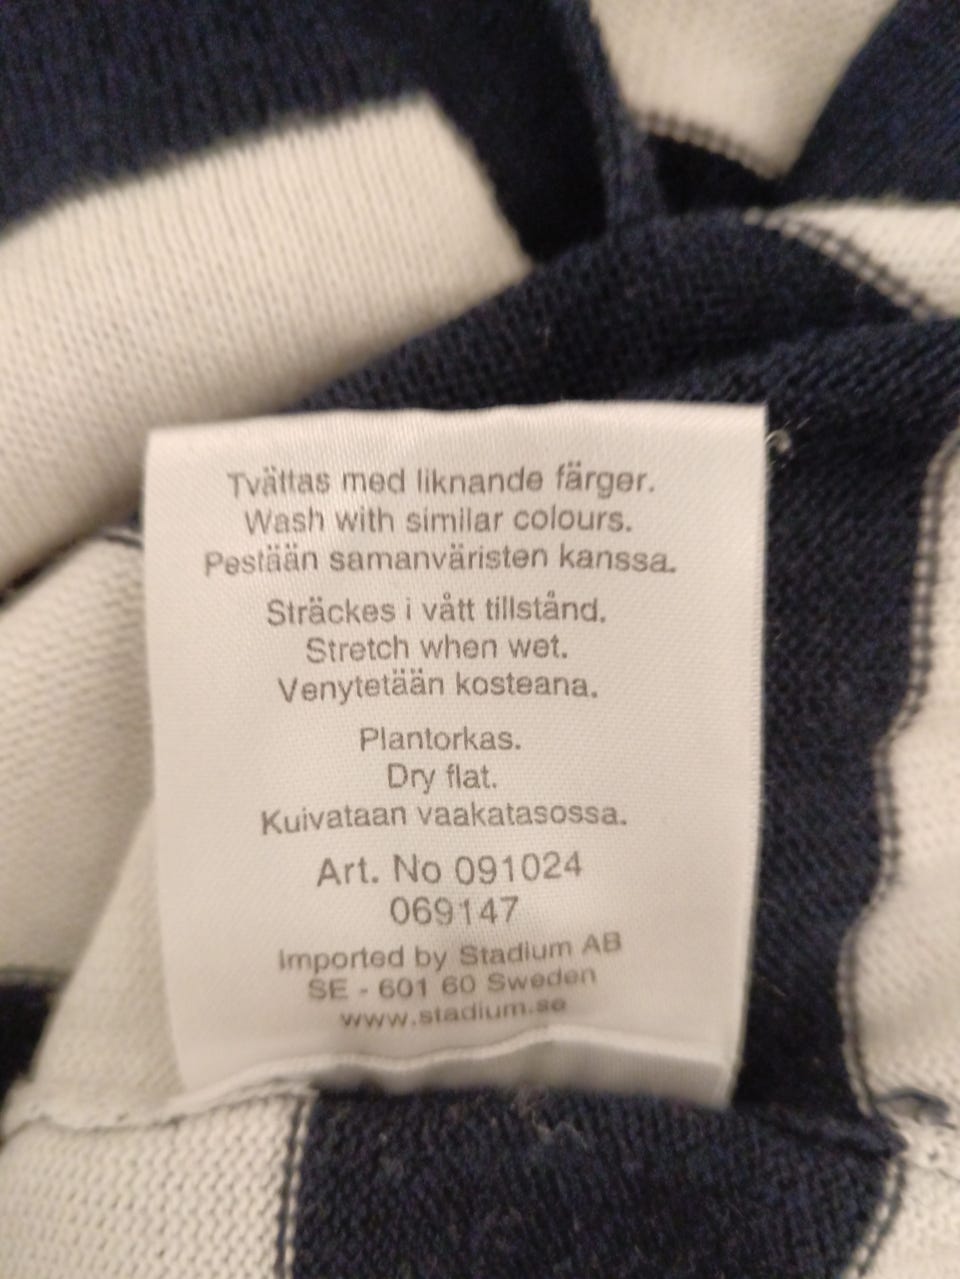 Tvättas med liknande färger.
Wash with similar colours.
Pestään samanväristen kanssa.
Sträckes i vått tillstånd.
Stretch when wet.
Venytetään kosteana.
Plantorkas.
Dry flat.
Kuivataan vaakatasossa.
Art. No 091024
069147
Imported by Stadium AB
SE - 601 60 Sweden
www.stadium.se